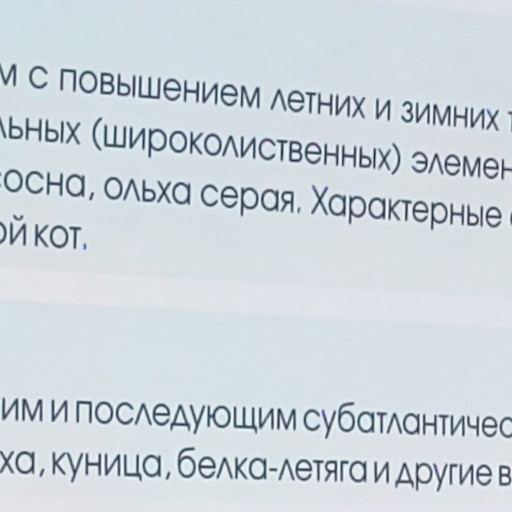 м с повышением летних и зимних т
льных (широколиственных) элемен
осна, ольха серая. Характерные
ой кот.
им и последующим субатлантичес
ха, куница, белка-летяга и другие в